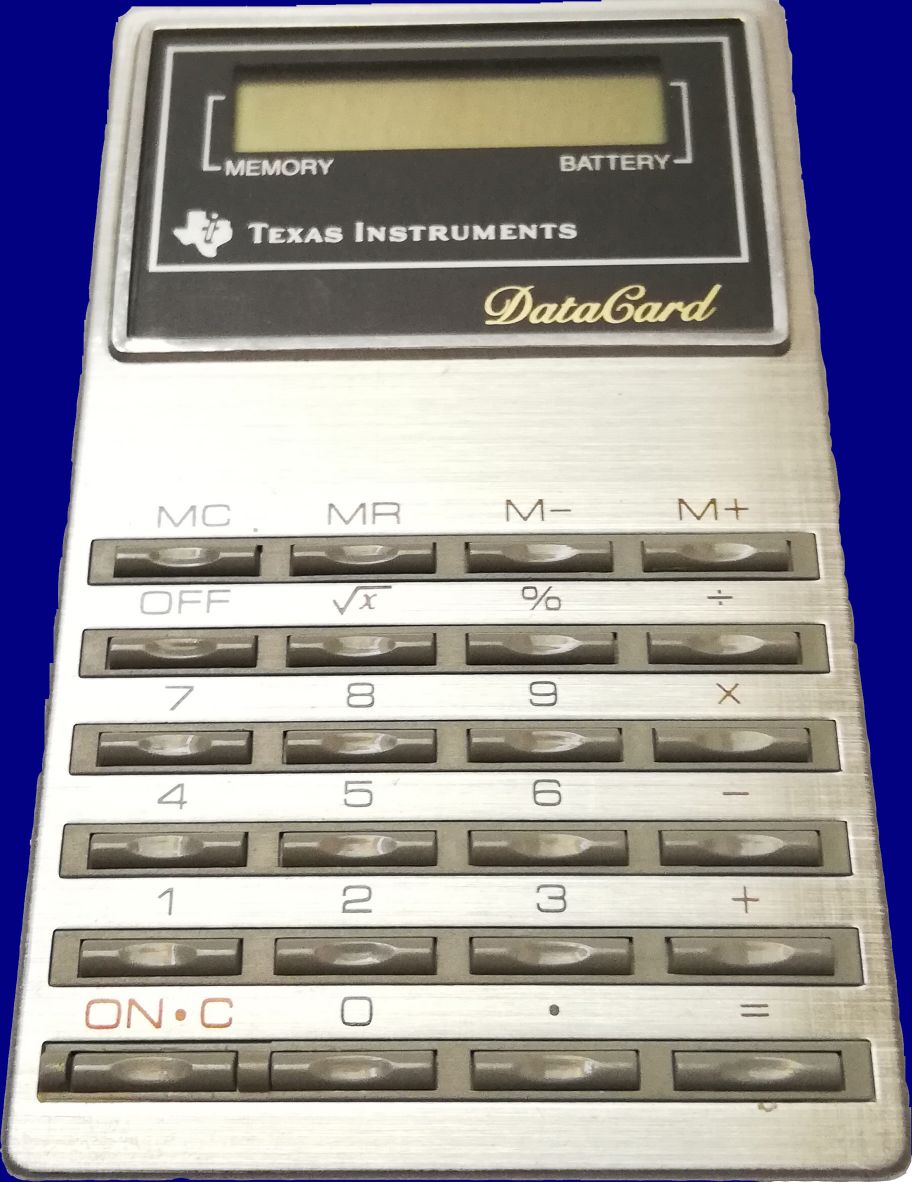 MEMORY BATTERY
TEXAS INSTRUMENTS
DataCard
MC MR M− M+
OFF √x % ÷
7 8 9 ×
4 5 6 −
1 2 3 +
ON•C 0 • =